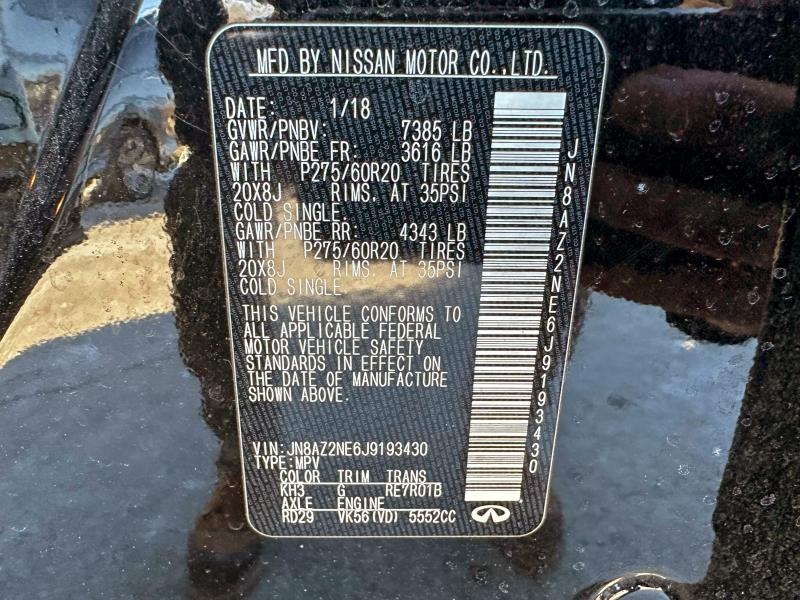 MFD BY NISSAN MOTOR CO.,LTD.
DATE: 1/18
GVWR/PNBV: 7385 LB
GAWR/PNBE FR: 3616 LB
WITH P275/60R20 TIRES
20X8J RIMS. AT 35PSI
COLD SINGLE.
GAWR/PNBE RR: 4343 LB
WITH P275/60R20 TIRES
20X8J RIMS. AT 35PSI
COLD SINGLE.
THIS VEHICLE CONFORMS TO
ALL APPLICABLE FEDERAL
MOTOR VEHICLE SAFETY
STANDARDS IN EFFECT ON
THE DATE OF MANUFACTURE
SHOWN ABOVE.
VIN:JN8AZ2NE6J9193430
TYPE:MPV
COLOR TRIM TRANS
KH3 G RE7R01B
AXLE ENGINE
RD29 VK56(VD) 5552CC
JN8AZ2NE6J9193430